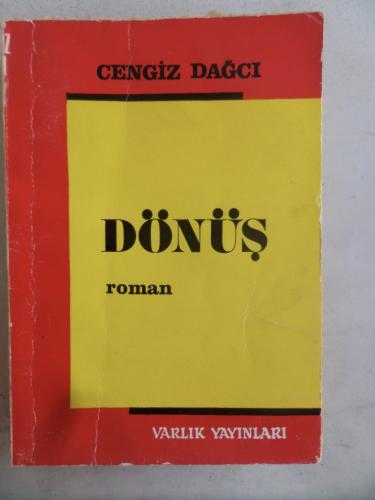 CENGİZ DAĞCI
DÖNÜŞ
roman
VARLIK YAYINLARI